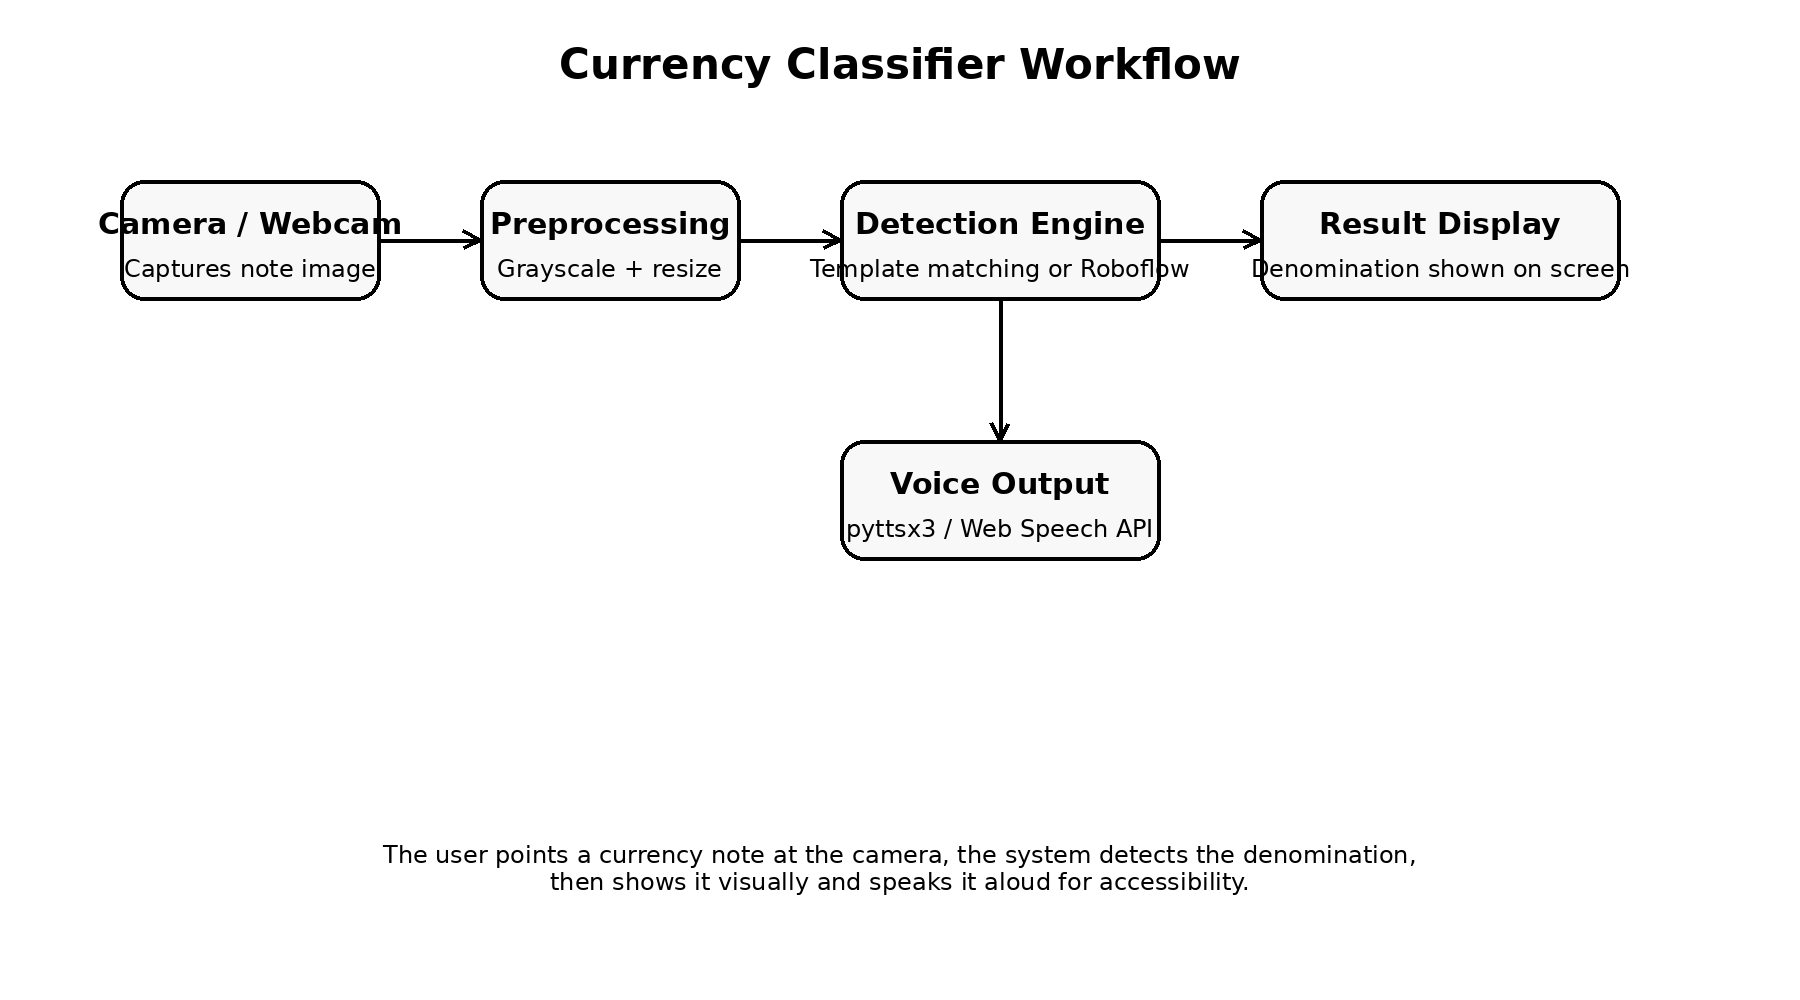 Currency Classifier Workflow
Camera / Webcam
Captures note image
Preprocessing
Grayscale + resize
Detection Engine
Template matching or Roboflow
Result Display
Denomination shown on screen
Voice Output
pyttsx3 / Web Speech API
The user points a currency note at the camera, the system detects the denomination,
then shows it visually and speaks it aloud for accessibility.